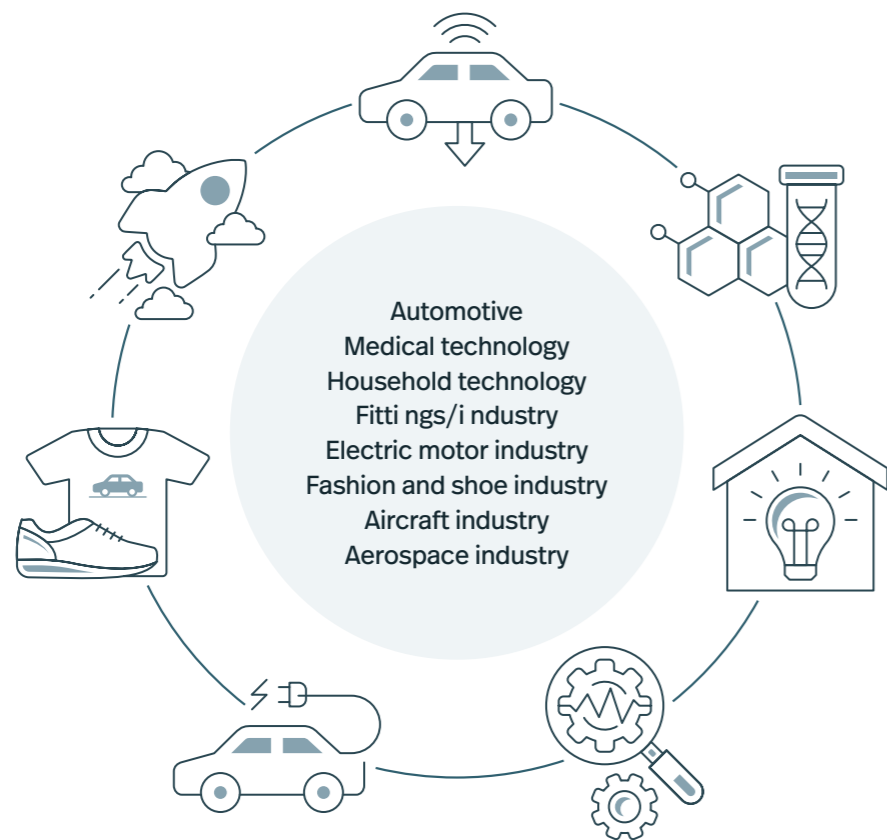 Automotive
Medical technology
Household technology
Fitti ngs/i ndustry
Electric motor industry
Fashion and shoe industry
Aircraft industry
Aerospace industry